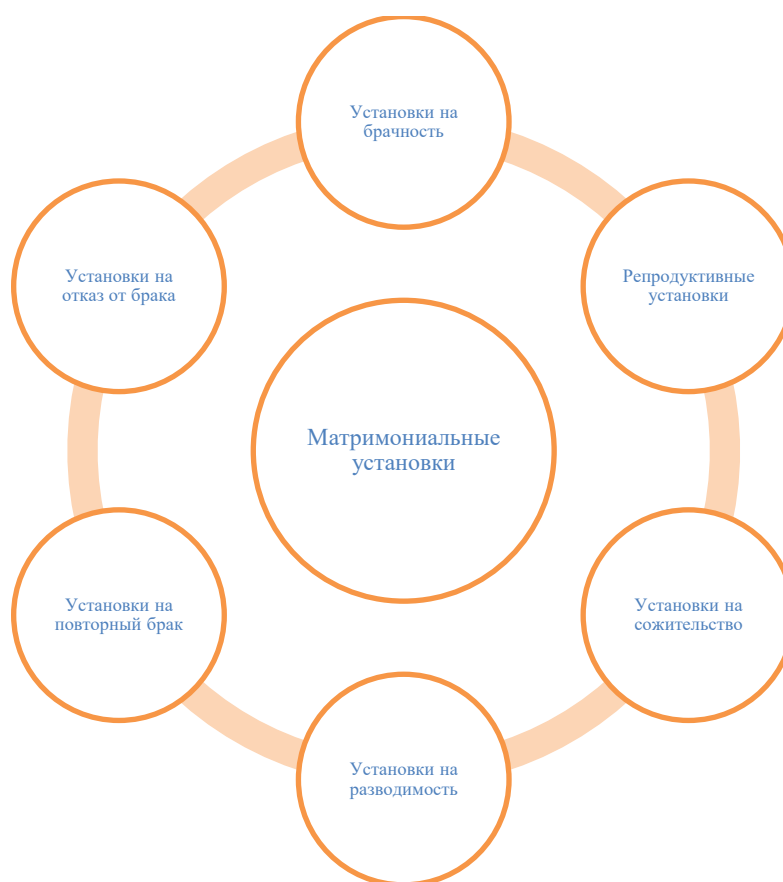 Установки на
брачность
Репродуктивные
установки
Установки на
сожительство
Установки на
разводимость
Установки на
повторный брак
Установки на
отказ от брака
Матримониальные
установки